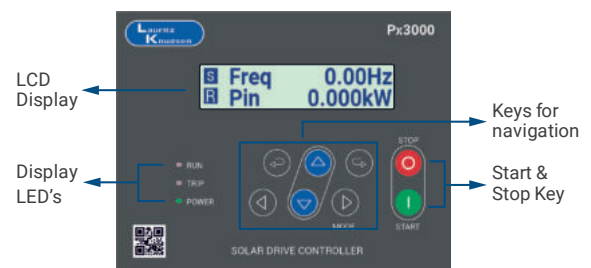 Lauritz
Knudsen
Px3000
S Freq 0.00Hz
R Pin 0.000kW
LCD
Display
Keys for
navigation
STOP
RUN
TRIP
POWER
Display
LED's
Start &
Stop Key
MODE
START
SOLAR DRIVE CONTROLLER